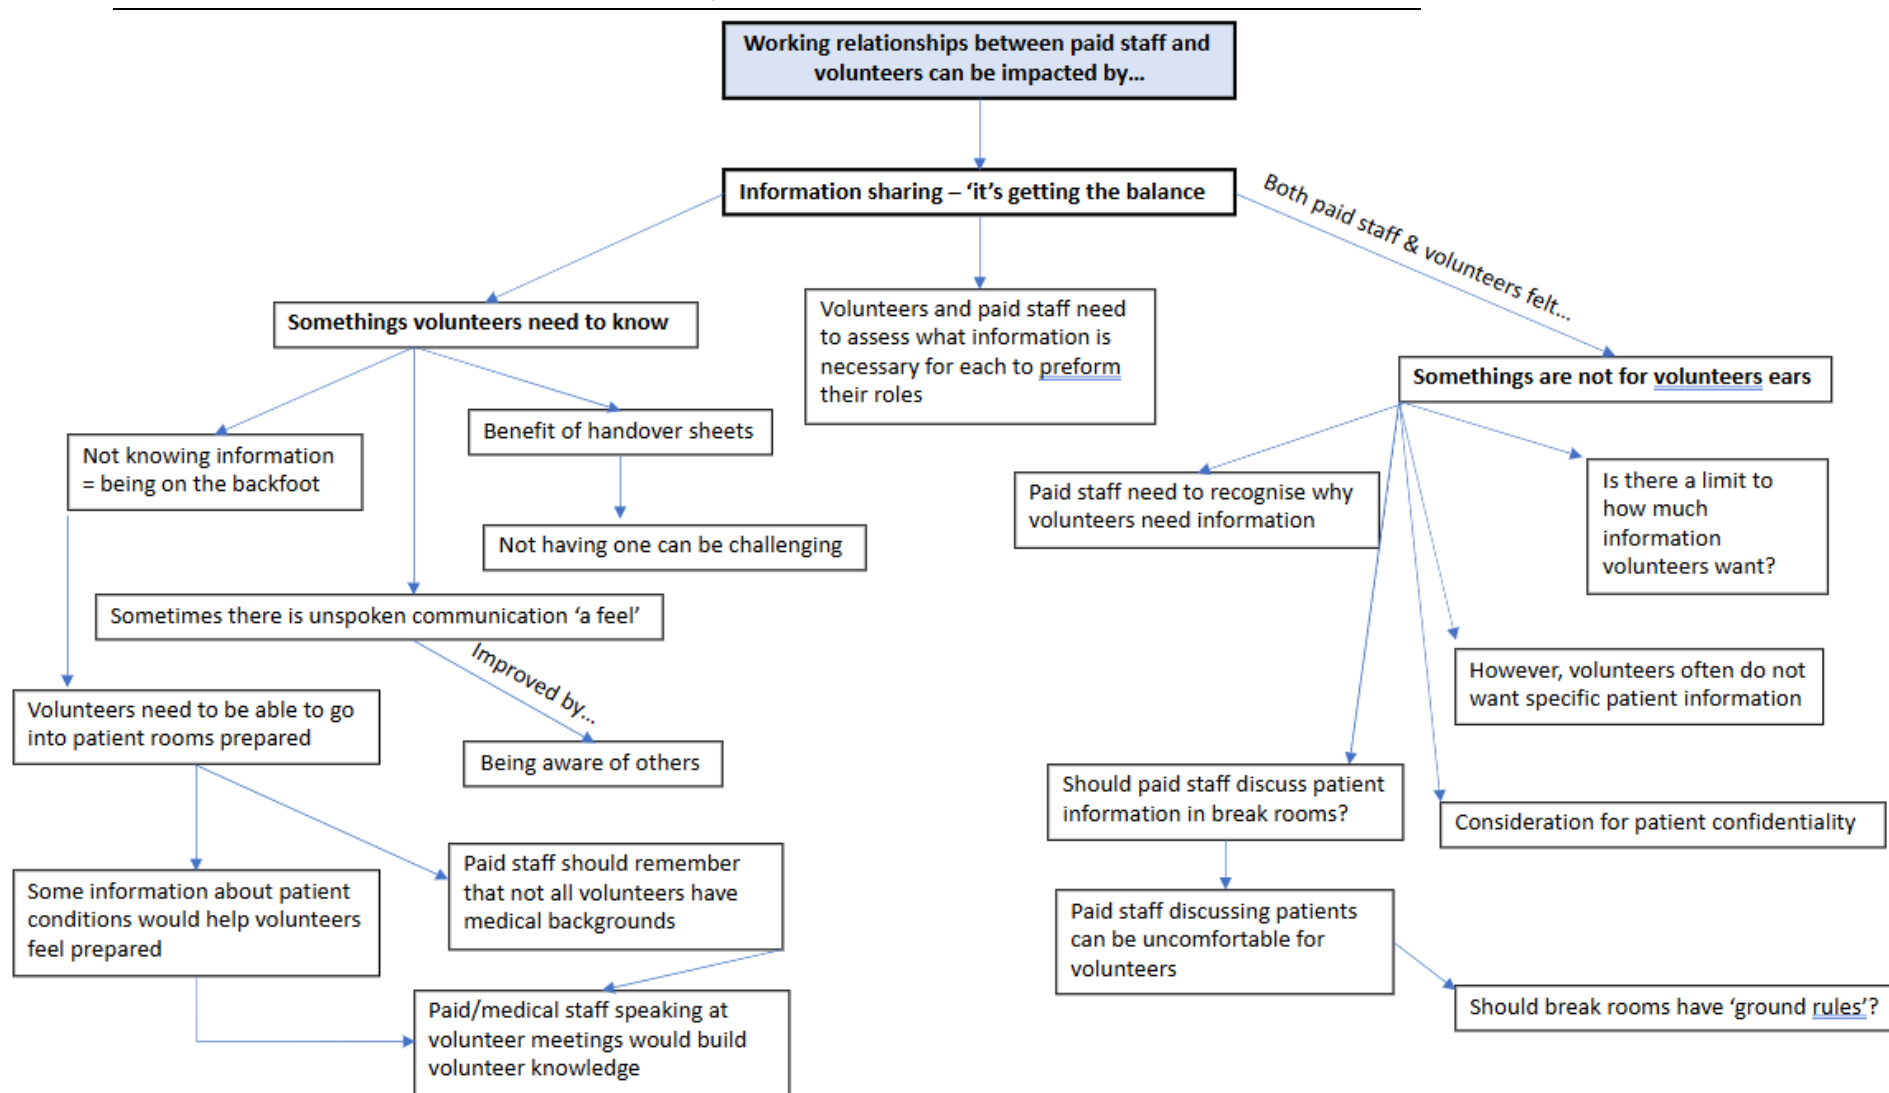 Working relationships between paid staff and
volunteers can be impacted by...
Information sharing – ‘it’s getting the balance
Both paid staff & volunteers felt...
Somethings volunteers need to know
Volunteers and paid staff need
to assess what information is
necessary for each to preform
their roles
Somethings are not for volunteers ears
Not knowing information
= being on the backfoot
Benefit of handover sheets
Not having one can be challenging
Paid staff need to recognise why
volunteers need information
Is there a limit to
how much
information
volunteers want?
Sometimes there is unspoken communication ‘a feel’
Improved by...
Being aware of others
However, volunteers often do not
want specific patient information
Volunteers need to be able to go
into patient rooms prepared
Should paid staff discuss patient
information in break rooms?
Consideration for patient confidentiality
Some information about patient
conditions would help volunteers
feel prepared
Paid staff should remember
that not all volunteers have
medical backgrounds
Paid staff discussing patients
can be uncomfortable for
volunteers
Should break rooms have ‘ground rules’?
Paid/medical staff speaking at
volunteer meetings would build
volunteer knowledge